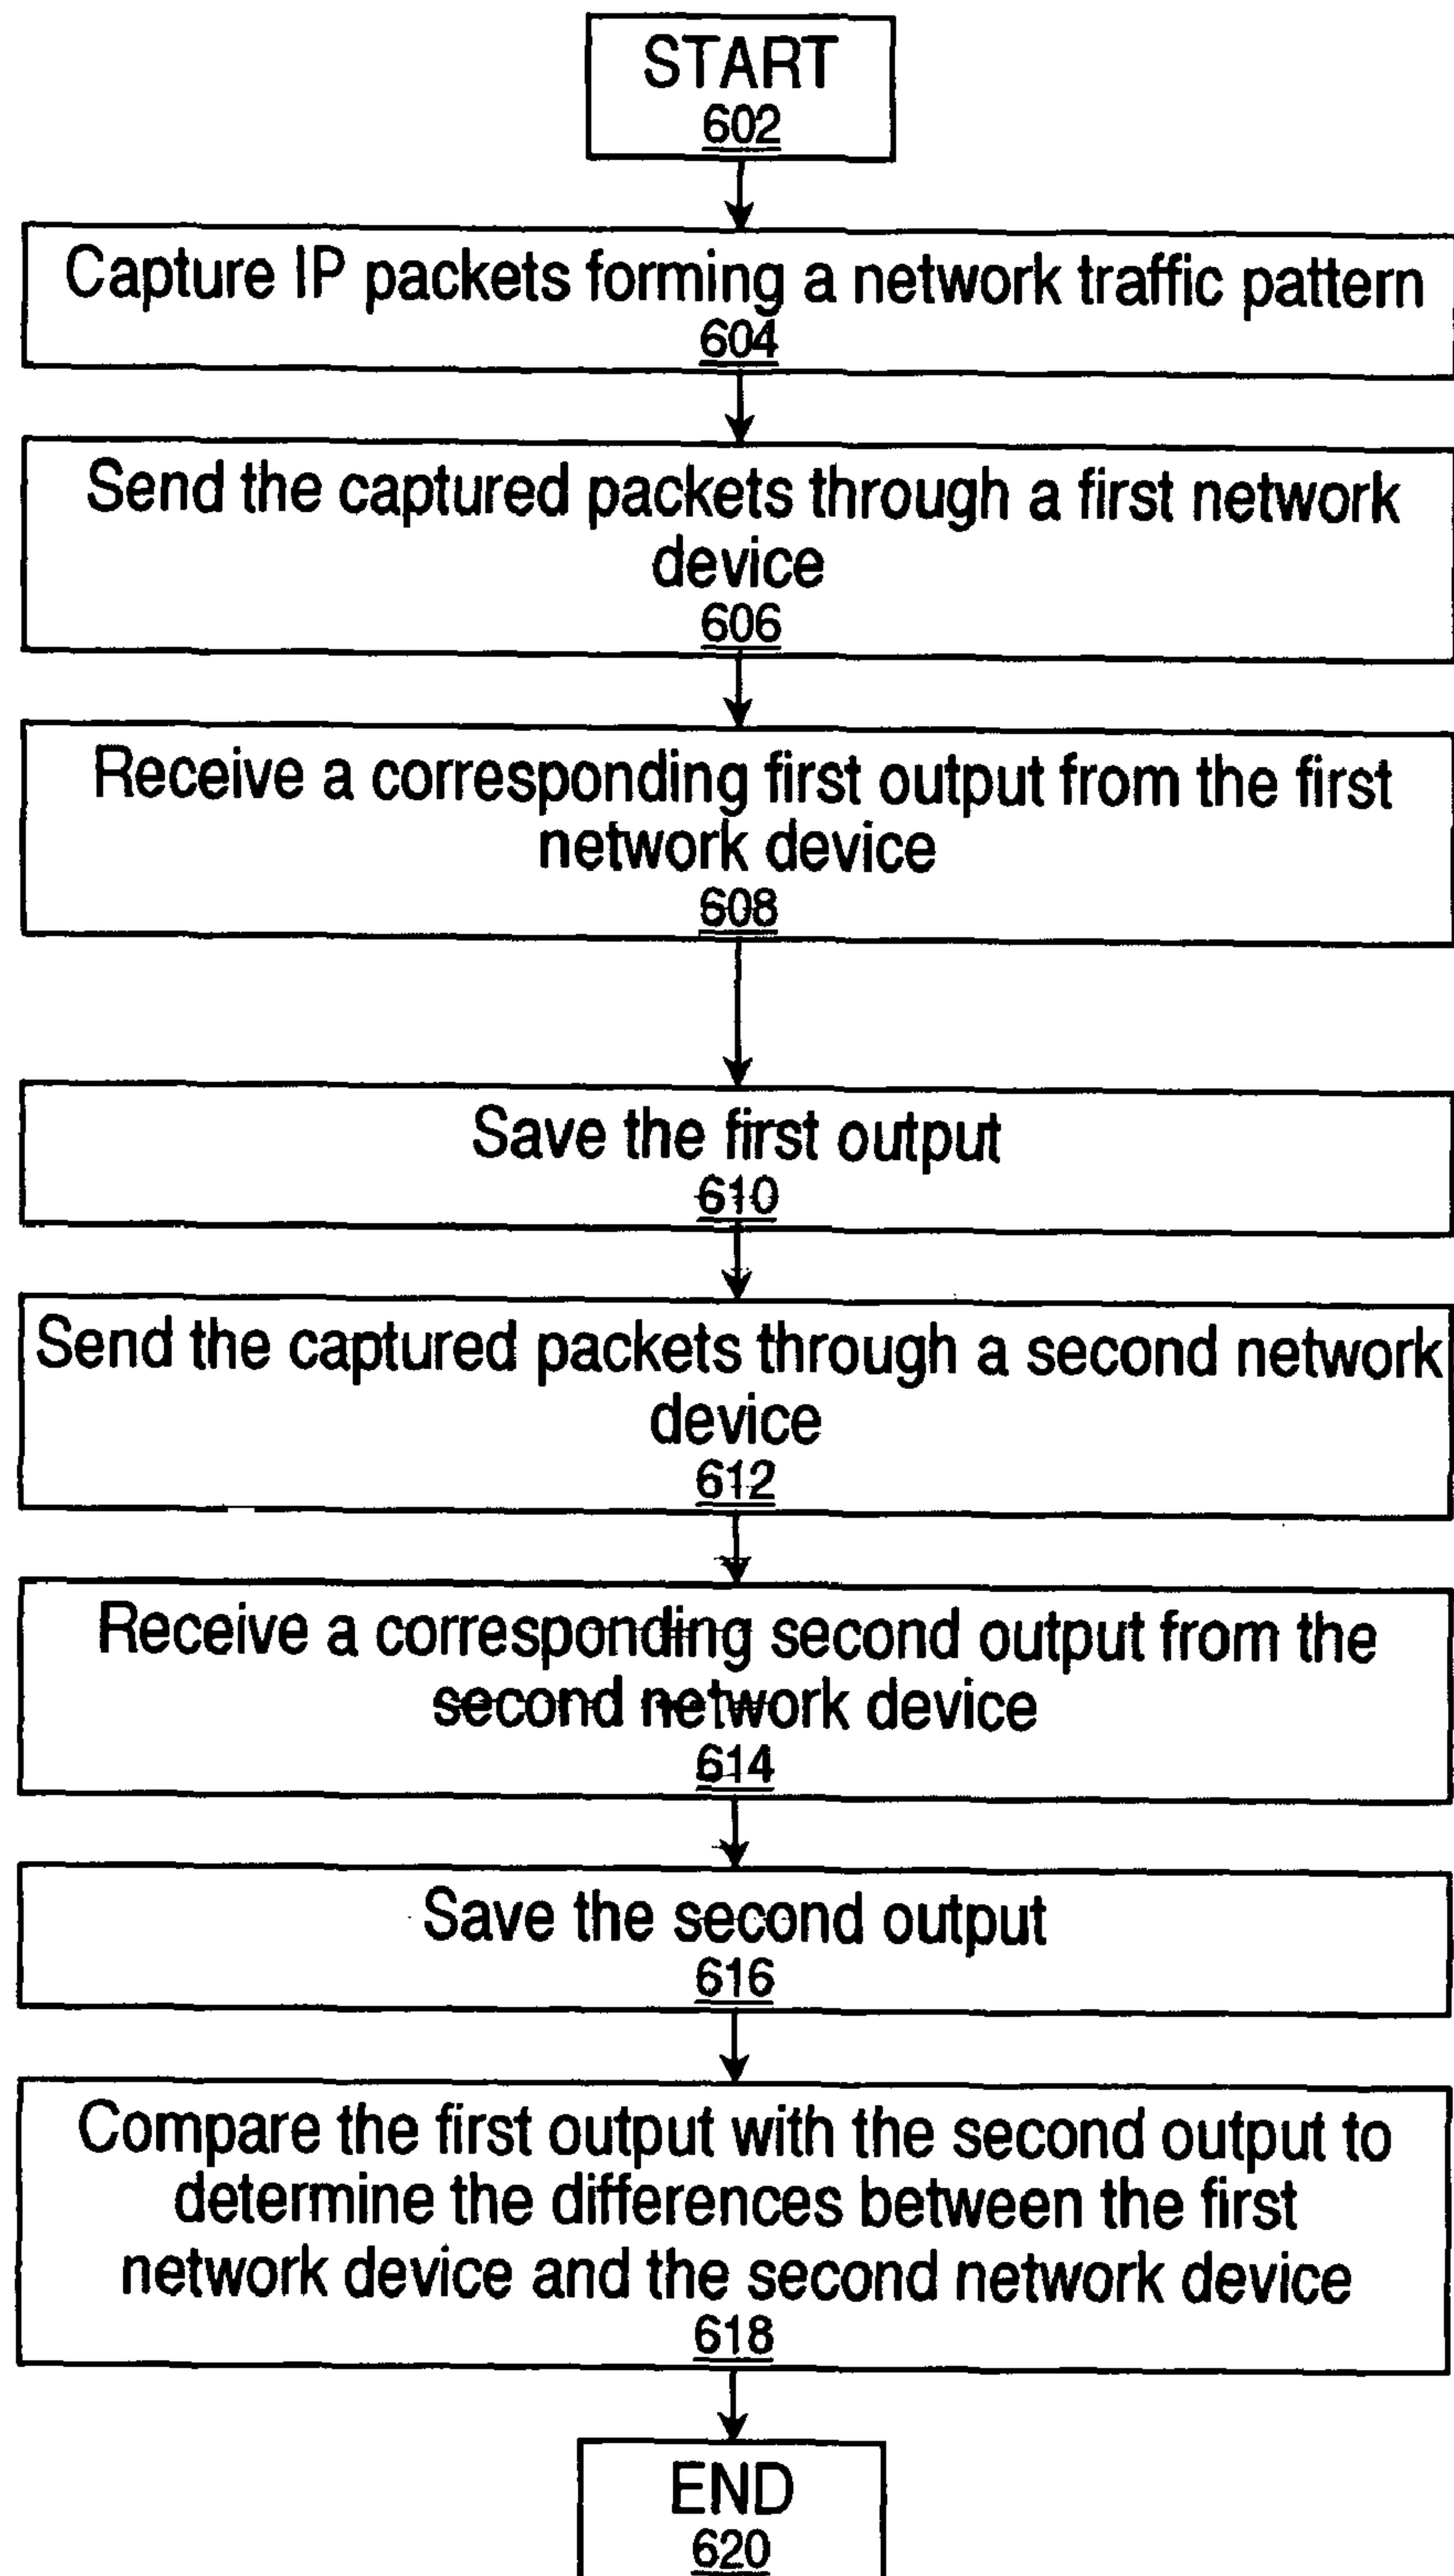 START
602
Capture IP packets forming a network traffic pattern
604
Send the captured packets through a first network
device
606
Receive a corresponding first output from the first
network device
608
Save the first output
610
Send the captured packets through a second network
device
612
Receive a corresponding second output from the
second network device
614
Save the second output
616
Compare the first output with the second output to
determine the differences between the first
network device and the second network device
618
END
620